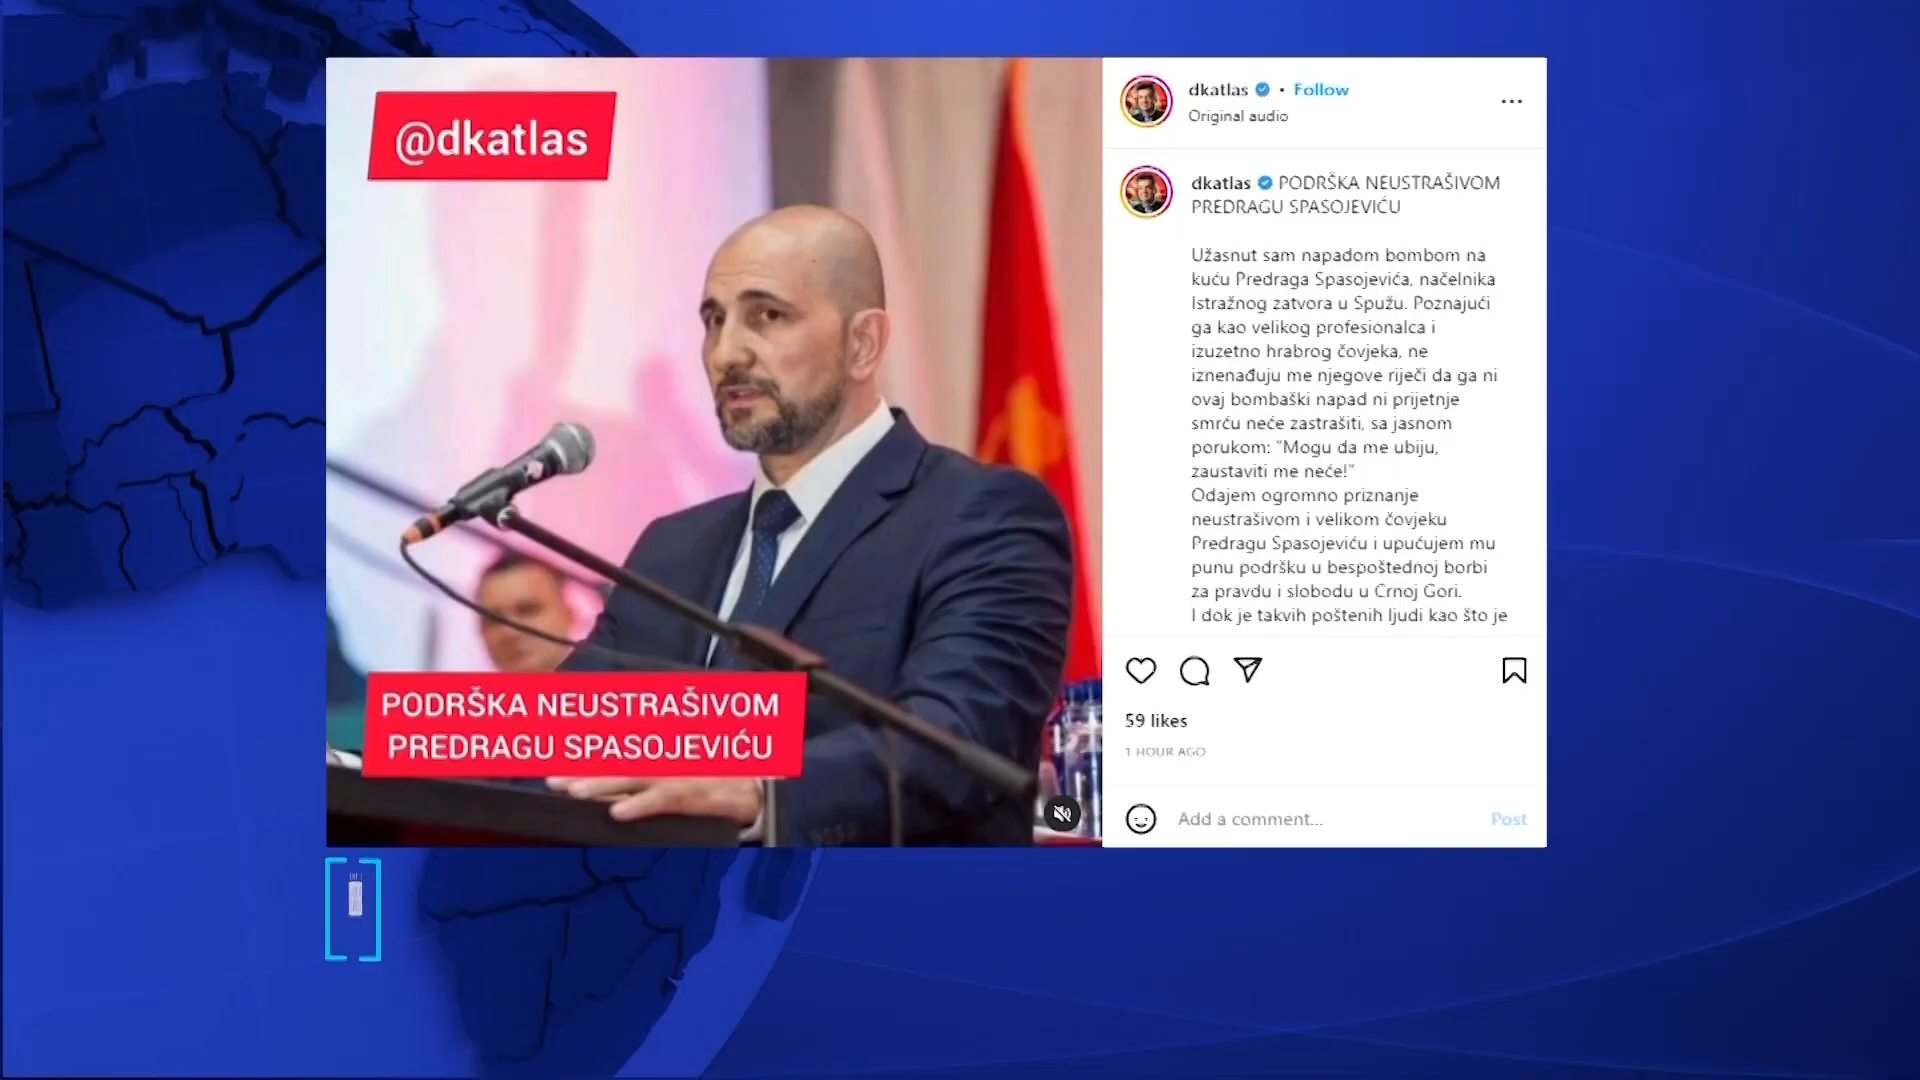 @dkatlas
PODRŠKA NEUSTRAŠIVOM
PREDRAGU SPASOJEVIĆU
dkatlas • Follow
Original audio
dkatlas PODRŠKA NEUSTRAŠIVOM
PREDRAGU SPASOJEVIĆU
Užasnut sam napadom bombom na
kuću Predraga Spasojevića, načelnika
Istražnog zatvora u Spužu. Poznajući
ga kao velikog profesionalca i
izuzetno hrabrog čovjeka, ne
iznenađuju me njegove riječi da ga ni
ovaj bombaški napad ni prijetnje
smrću neće zastrašiti, sa jasnom
porukom: "Mogu da me ubiju,
zaustaviti me neće!"
Odajem ogromno priznanje
neustrašivom i velikom čovjeku
Predragu Spasojeviću i upućujem mu
punu podršku u bespoštednoj borbi
za pravdu i slobodu u Crnoj Gori.
I dok je takvih poštenih ljudi kao što je
59 likes
1 HOUR AGO
Add a comment...
Post